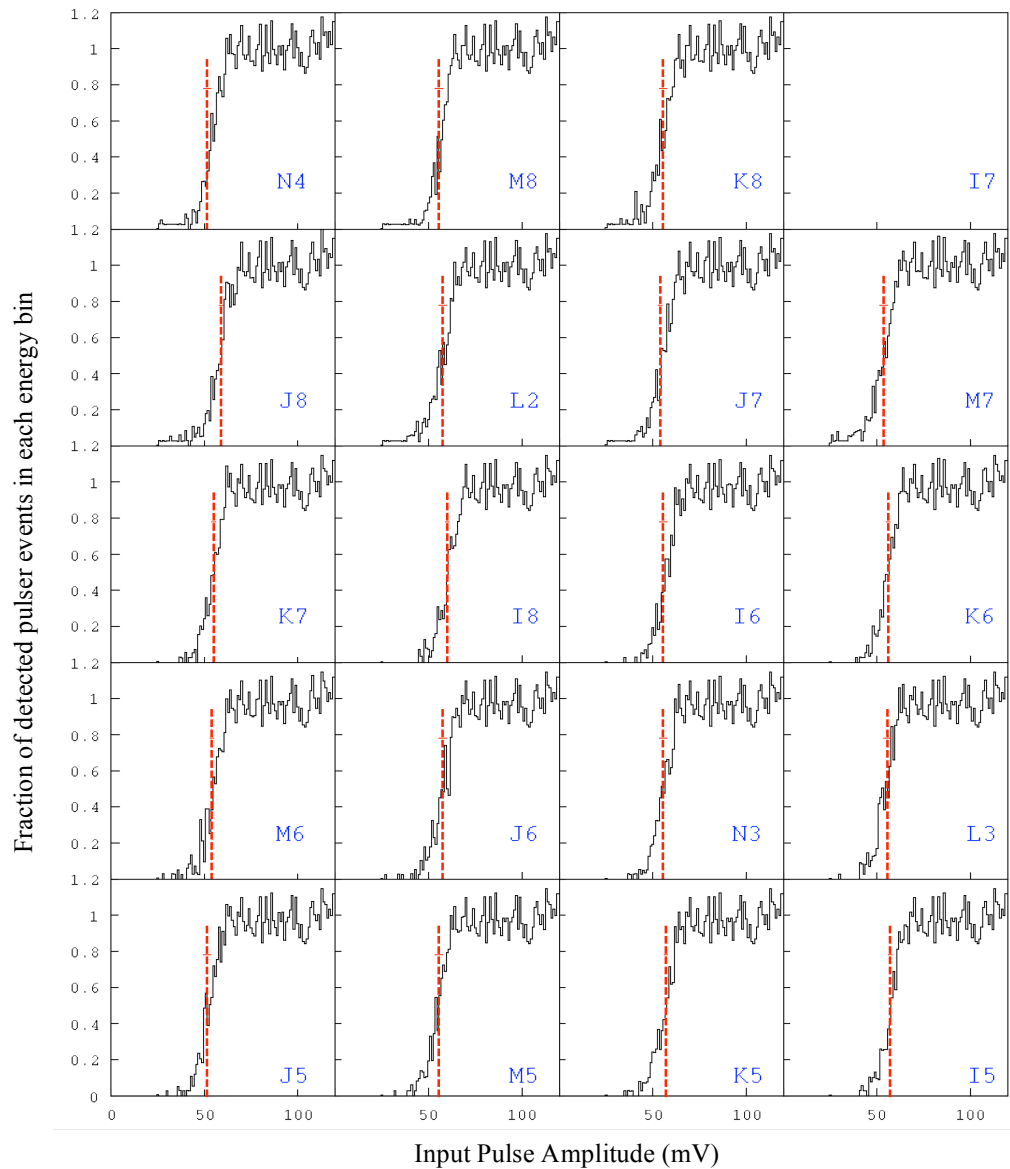 1.2
1
0.8
0.6
0.4
0.2
N4
M8
K8
I7
1.2
1
0.8
0.6
0.4
0.2
J8
L2
J7
M7
1.2
1
0.8
0.6
0.4
0.2
K7
I8
I6
K6
1.2
1
0.8
0.6
0.4
0.2
M6
J6
N3
L3
1.2
1
0.8
0.6
0.4
0.2
0
J5
M5
K5
I5
0 50 100 50 100 50 100 50 100
Input Pulse Amplitude (mV)
Fraction of detected pulser events in each energy bin